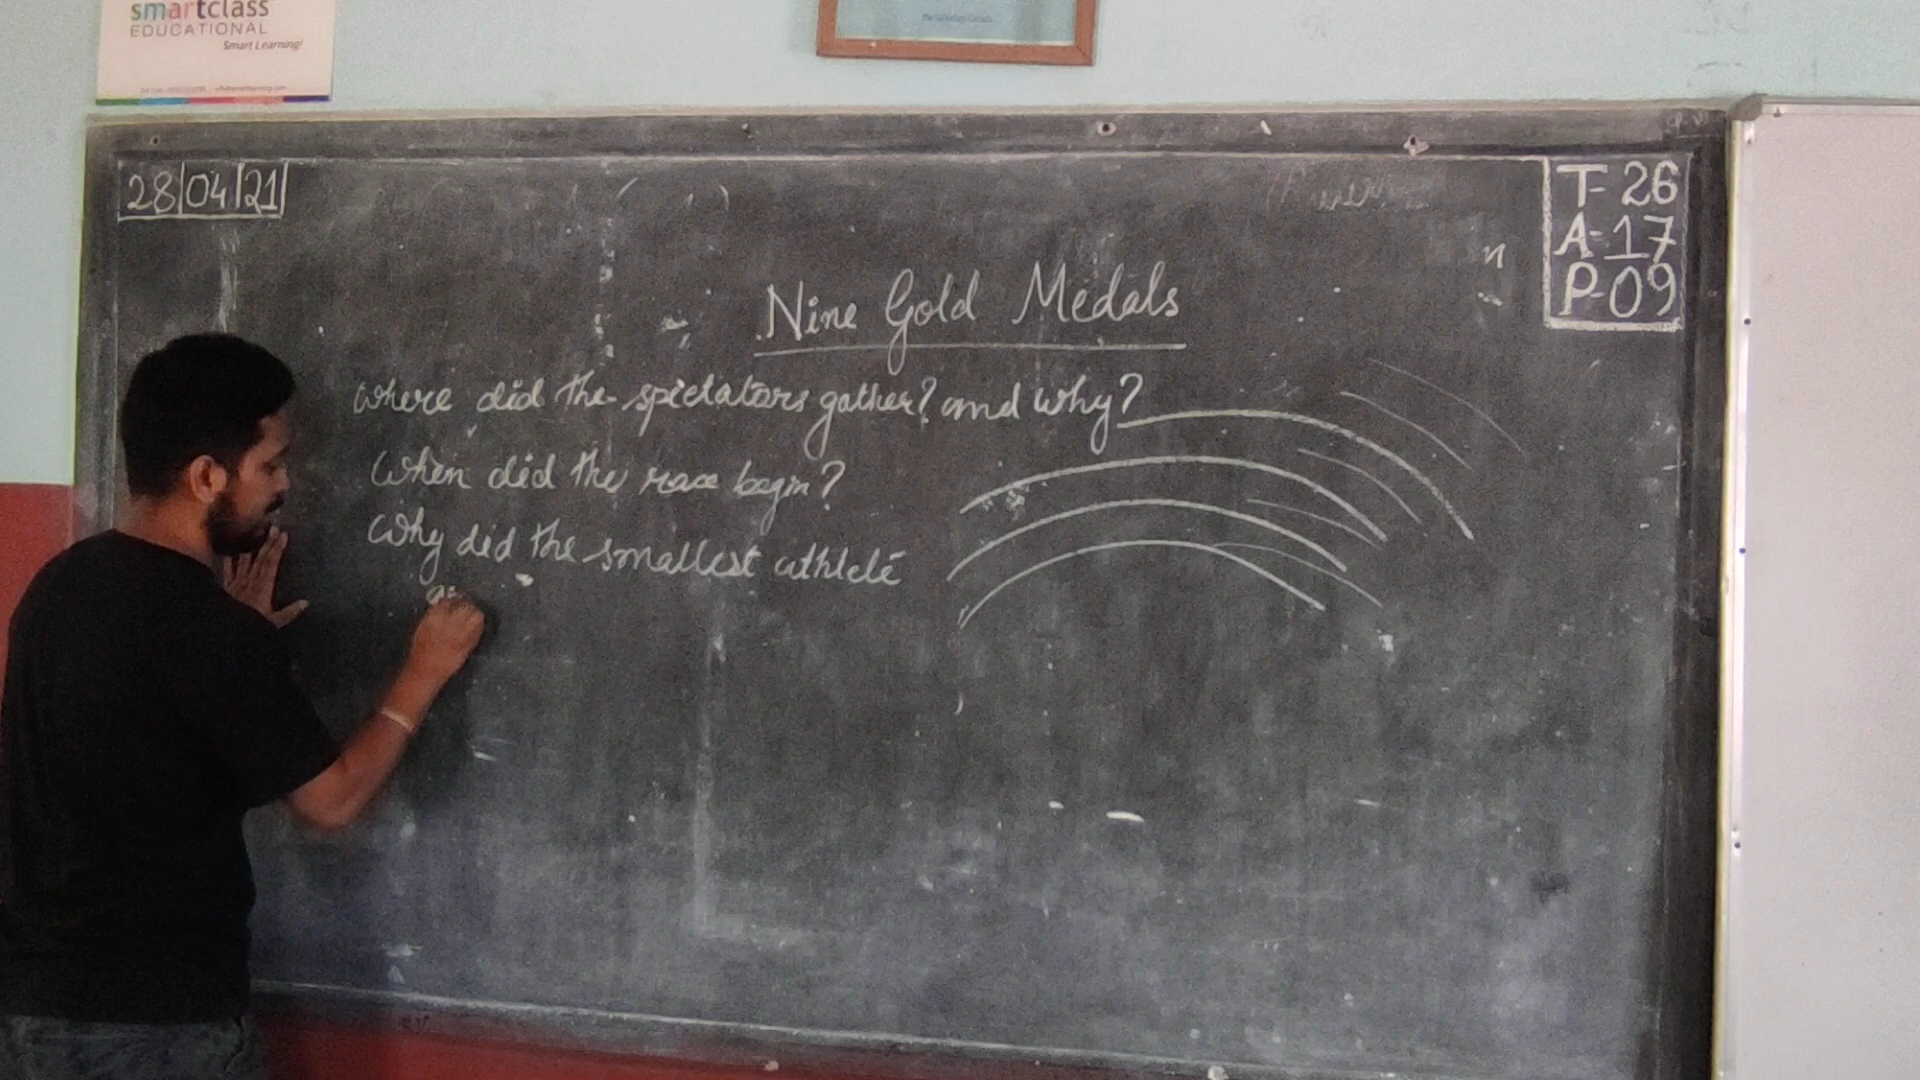 smartclass
EDUCATIONAL
Smart Learning!
28/04/21
T- 26
A- 17
P-09
Nine Gold Medals
where did the spectators gather? and why?
When did the race begin?
Why did the smallest athlete